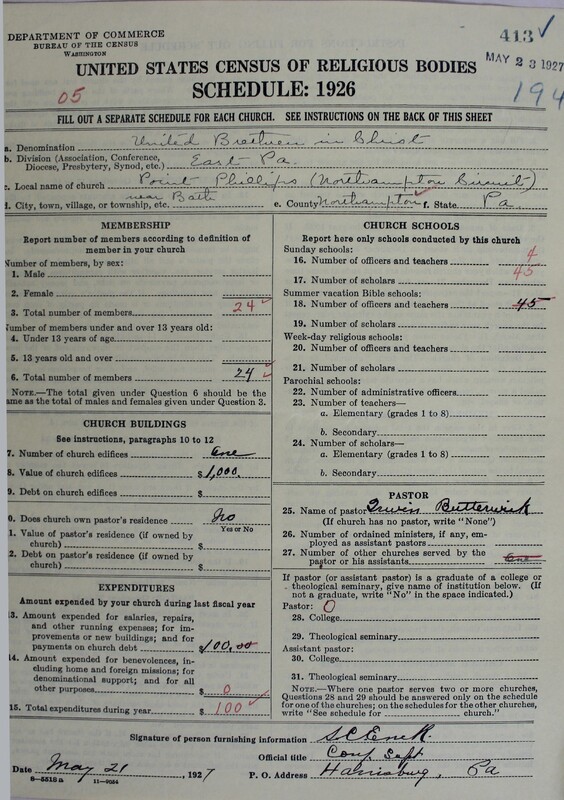 DEPARTMENT OF COMMERCE
BUREAU OF THE CENSUS
WASHINGTON
413 ✓
MAY 23 1927
194
UNITED STATES CENSUS OF RELIGIOUS BODIES
SCHEDULE: 1926
05
FILL OUT A SEPARATE SCHEDULE FOR EACH CHURCH. SEE INSTRUCTIONS ON THE BACK OF THIS SHEET
a. Denomination United Brethren in Christ
b. Division (Association, Conference, Diocese, Presbytery, Synod, etc.) East Pa.
c. Local name of church Point Phillips (Northampton Circuit)
d. City, town, village, or township, etc. near Bath e. County Northampton f. State Pa
MEMBERSHIP
Report number of members according to definition of member in your church
Number of members, by sex:
1. Male
2. Female
3. Total number of members 24
Number of members under and over 13 years old:
4. Under 13 years of age
5. 13 years old and over
6. Total number of members 24
NOTE.—The total given under Question 6 should be the
same as the total of males and females given under Question 3.
CHURCH BUILDINGS
See instructions, paragraphs 10 to 12
7. Number of church edifices One
8. Value of church edifices $1,000.
9. Debt on church edifices $
0. Does church own pastor's residence No
Yes or No
1. Value of pastor's residence (if owned by
church) $
2. Debt on pastor's residence (if owned by
church) $
EXPENDITURES
Amount expended by your church during last fiscal year
13. Amount expended for salaries, repairs,
and other running expenses; for im-
provements or new buildings; and for
payments on church debt $100.00
14. Amount expended for benevolences, in-
cluding home and foreign missions; for
denominational support; and for all
other purposes $ 0
15. Total expenditures during year $ 100
CHURCH SCHOOLS
Report here only schools conducted by this church
Sunday schools:
16. Number of officers and teachers 4
17. Number of scholars 45
Summer vacation Bible schools:
18. Number of officers and teachers 45
19. Number of scholars
Week-day religious schools:
20. Number of officers and teachers
21. Number of scholars
Parochial schools:
22. Number of administrative officers
23. Number of teachers—
a. Elementary (grades 1 to 8)
b. Secondary
24. Number of scholars—
a. Elementary (grades 1 to 8)
b. Secondary
PASTOR
25. Name of pastor Irwin Butterwick
(If church has no pastor, write "None")
26. Number of ordained ministers, if any, em-
ployed as assistant pastors
27. Number of other churches served by the
pastor or his assistants One
If pastor (or assistant pastor) is a graduate of a college or
theological seminary, give name of institution below. (If
not a graduate, write "No" in the space indicated.)
Pastor: 0
28. College
29. Theological seminary
Assistant pastor:
30. College
31. Theological seminary
NOTE.—Where one pastor serves two or more churches,
Questions 28 and 29 should be answered only on the schedule
for one of the churches; on the schedules for the other churches,
write "See schedule for church."
Signature of person furnishing information S. C. Enck.
Official title Conf Supt.
Date May 21, 1927 P. O. Address Harrisburg, Pa
8-5518a 11-9054